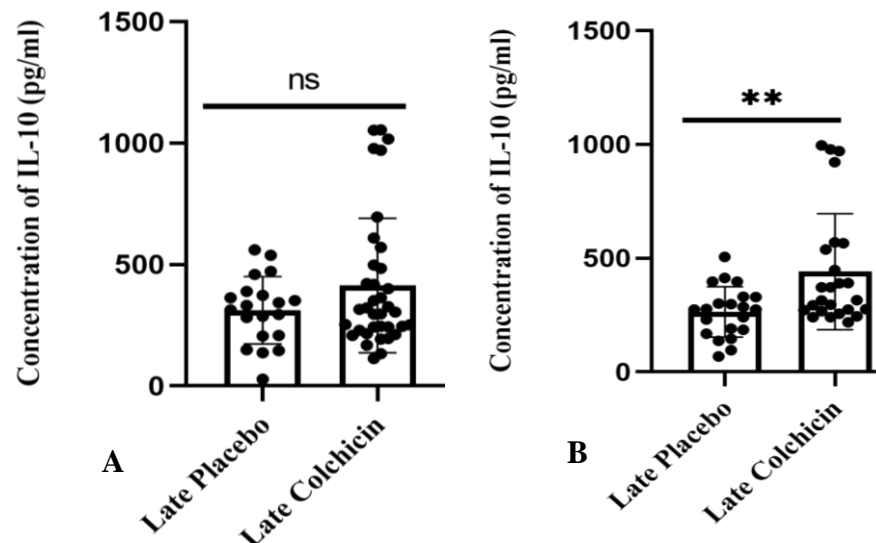 Concentration of IL-10 (pg/ml)
1500
1000
500
0
ns
Late Placebo
Late Colchicin
A
Concentration of IL-10 (pg/ml)
1500
1000
500
0
**
Late Placebo
Late Colchicin
B